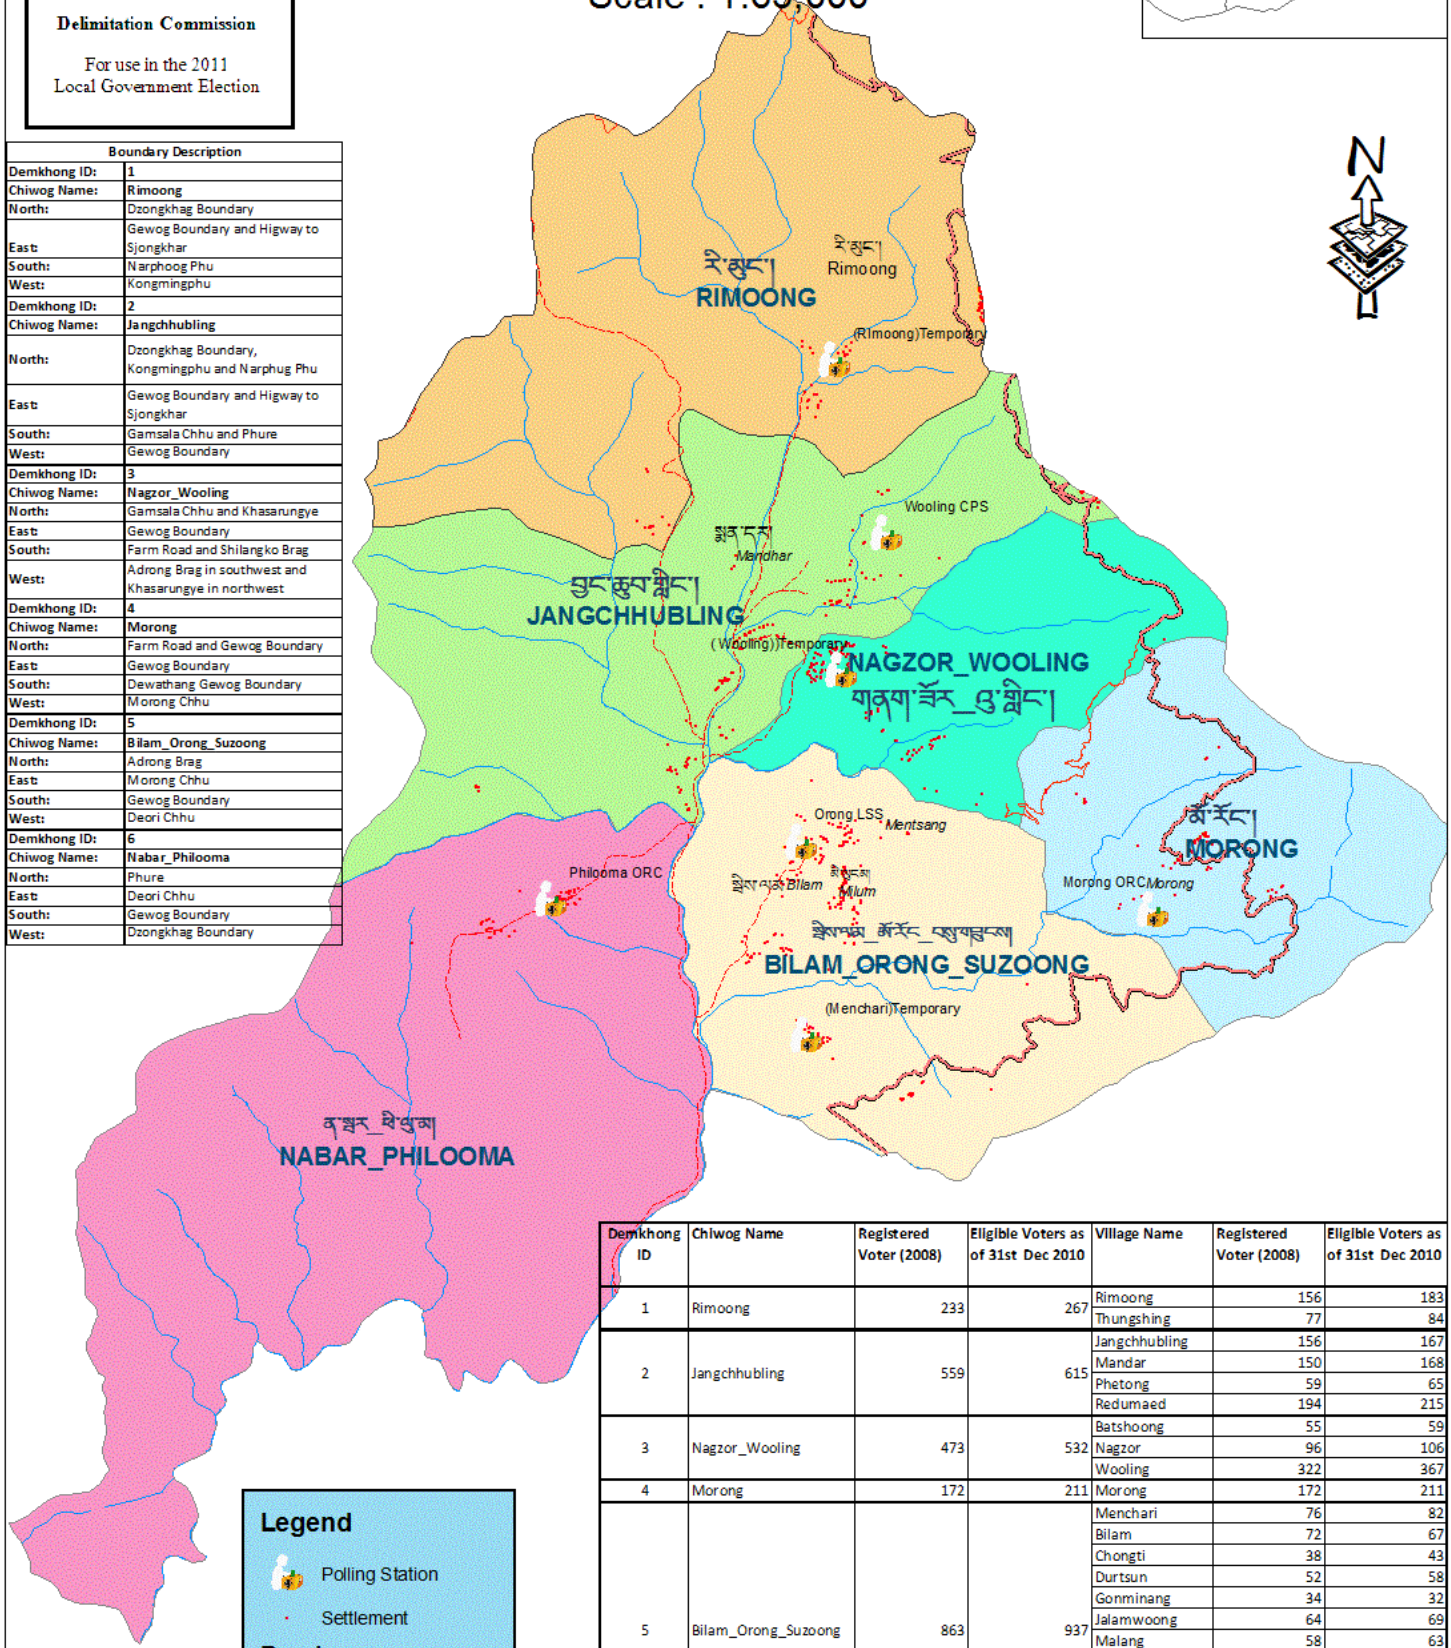 Scale : 1:65,000
Delimitation Commission
For use in the 2011
Local Government Election
Boundary Description
Demkhong ID: 1
Chiwog Name: Rimoong
North: Dzongkhag Boundary
East: Gewog Boundary and Higway to
Sjongkhar
South: Narphoog Phu
West: Kongmingphu
Demkhong ID: 2
Chiwog Name: Jangchhubling
North: Dzongkhag Boundary,
Kongmingphu and Narphug Phu
East: Gewog Boundary and Higway to
Sjongkhar
South: Gamsala Chhu and Phure
West: Gewog Boundary
Demkhong ID: 3
Chiwog Name: Nagzor_Wooling
North: Gamsala Chhu and Khasarungye
East: Gewog Boundary
South: Farm Road and Shilangko Brag
West: Adrong Brag in southwest and
Khasarungye in northwest
Demkhong ID: 4
Chiwog Name: Morong
North: Farm Road and Gewog Boundary
East: Gewog Boundary
South: Dewathang Gewog Boundary
West: Morong Chhu
Demkhong ID: 5
Chiwog Name: Bilam_Orong_Suzoong
North: Adrong Brag
East: Morong Chhu
South: Gewog Boundary
West: Deori Chhu
Demkhong ID: 6
Chiwog Name: Nabar_Philooma
North: Phure
East: Deori Chhu
South: Gewog Boundary
West: Dzongkhag Boundary
N
རི་མུང་།
Rimoong
རི་མུང་།
RIMOONG
(RImoong)Temporary
Wooling CPS
སྨན་དར།
Mandhar
བྱང་ཆུབ་གླིང་།
JANGCHHUBLING
( Wooling))Temporary
NAGZOR_WOOLING
གནག་ཟོར_འུ་གླིང་།
Orong LSS
Mentsang
མོ་རོང་།
MORONG
Philooma ORC
Bilam
Milum
Morong ORC
Morong
BILAM_ORONG_SUZOONG
(Menchari)Temporary
ན་སྦར_ཕི་ལུ་མ།
NABAR_PHILOOMA
Demkhong ID Chiwog Name Registered Voter (2008) Eligible Voters as of 31st Dec 2010 Village Name Registered Voter (2008) Eligible Voters as of 31st Dec 2010
1 Rimoong 233 267 Rimoong 156 183
Thungshing 77 84
2 Jangchhubling 559 615 Jangchhubling 156 167
Mandar 150 168
Phetong 59 65
Redumaed 194 215
3 Nagzor_Wooling 473 532 Batshoong 55 59
Nagzor 96 106
Wooling 322 367
4 Morong 172 211 Morong 172 211
5 Bilam_Orong_Suzoong 863 937 Menchari 76 82
Bilam 72 67
Chongti 38 43
Durtsun 52 58
Gonminang 34 32
Jalamwoong 64 69
Malang 58 63
Legend
Polling Station
Settlement